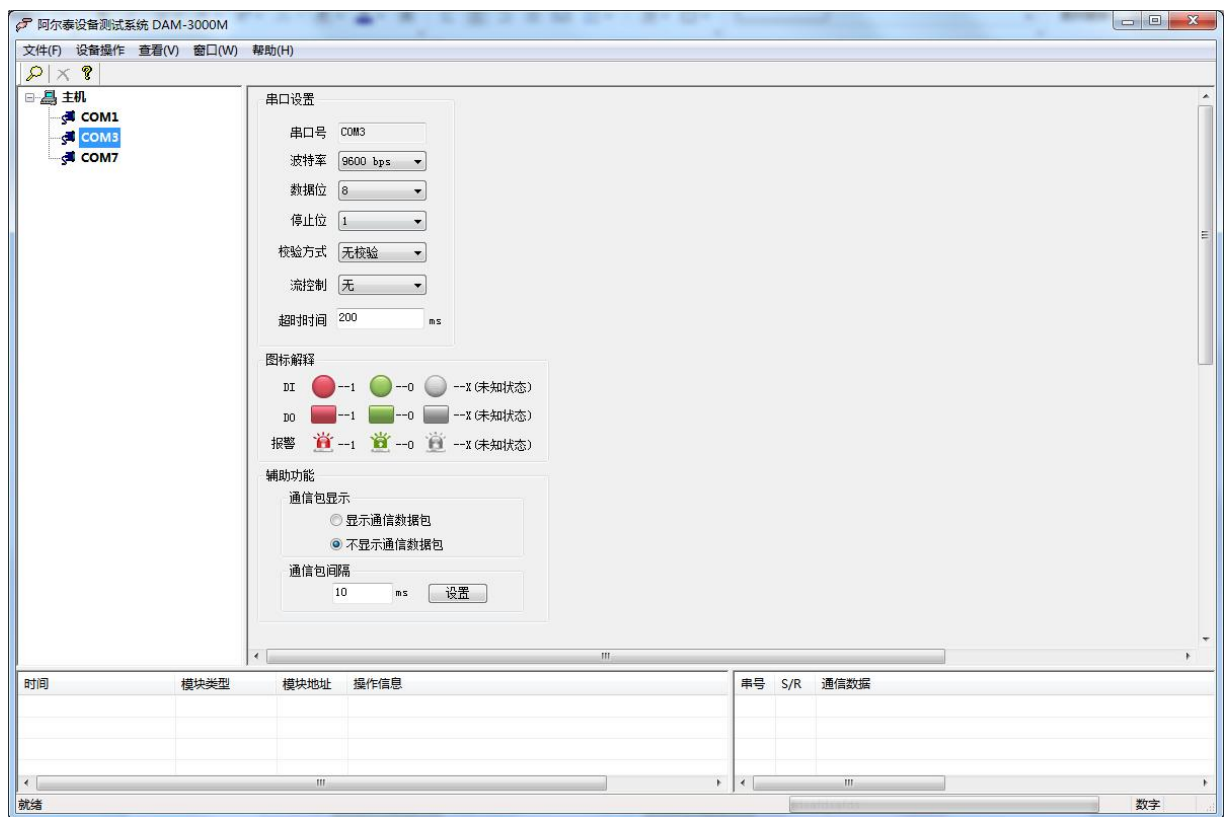 阿尔泰设备测试系统 DAM-3000M
文件(F) 设备操作 查看(V) 窗口(W) 帮助(H)
主机
COM1
COM3
COM7
串口设置
串口号 COM3
波特率 9600 bps
数据位 8
停止位 1
校验方式 无校验
流控制 无
超时时间 200 ms
图标解释
DI --1 --0 --X(未知状态)
DO --1 --0 --X(未知状态)
报警 --1 --0 --X(未知状态)
辅助功能
通信包显示
显示通信数据包
不显示通信数据包
通信包间隔
10 ms 设置
时间 模块类型 模块地址 操作信息
串号 S/R 通信数据
就绪 数字